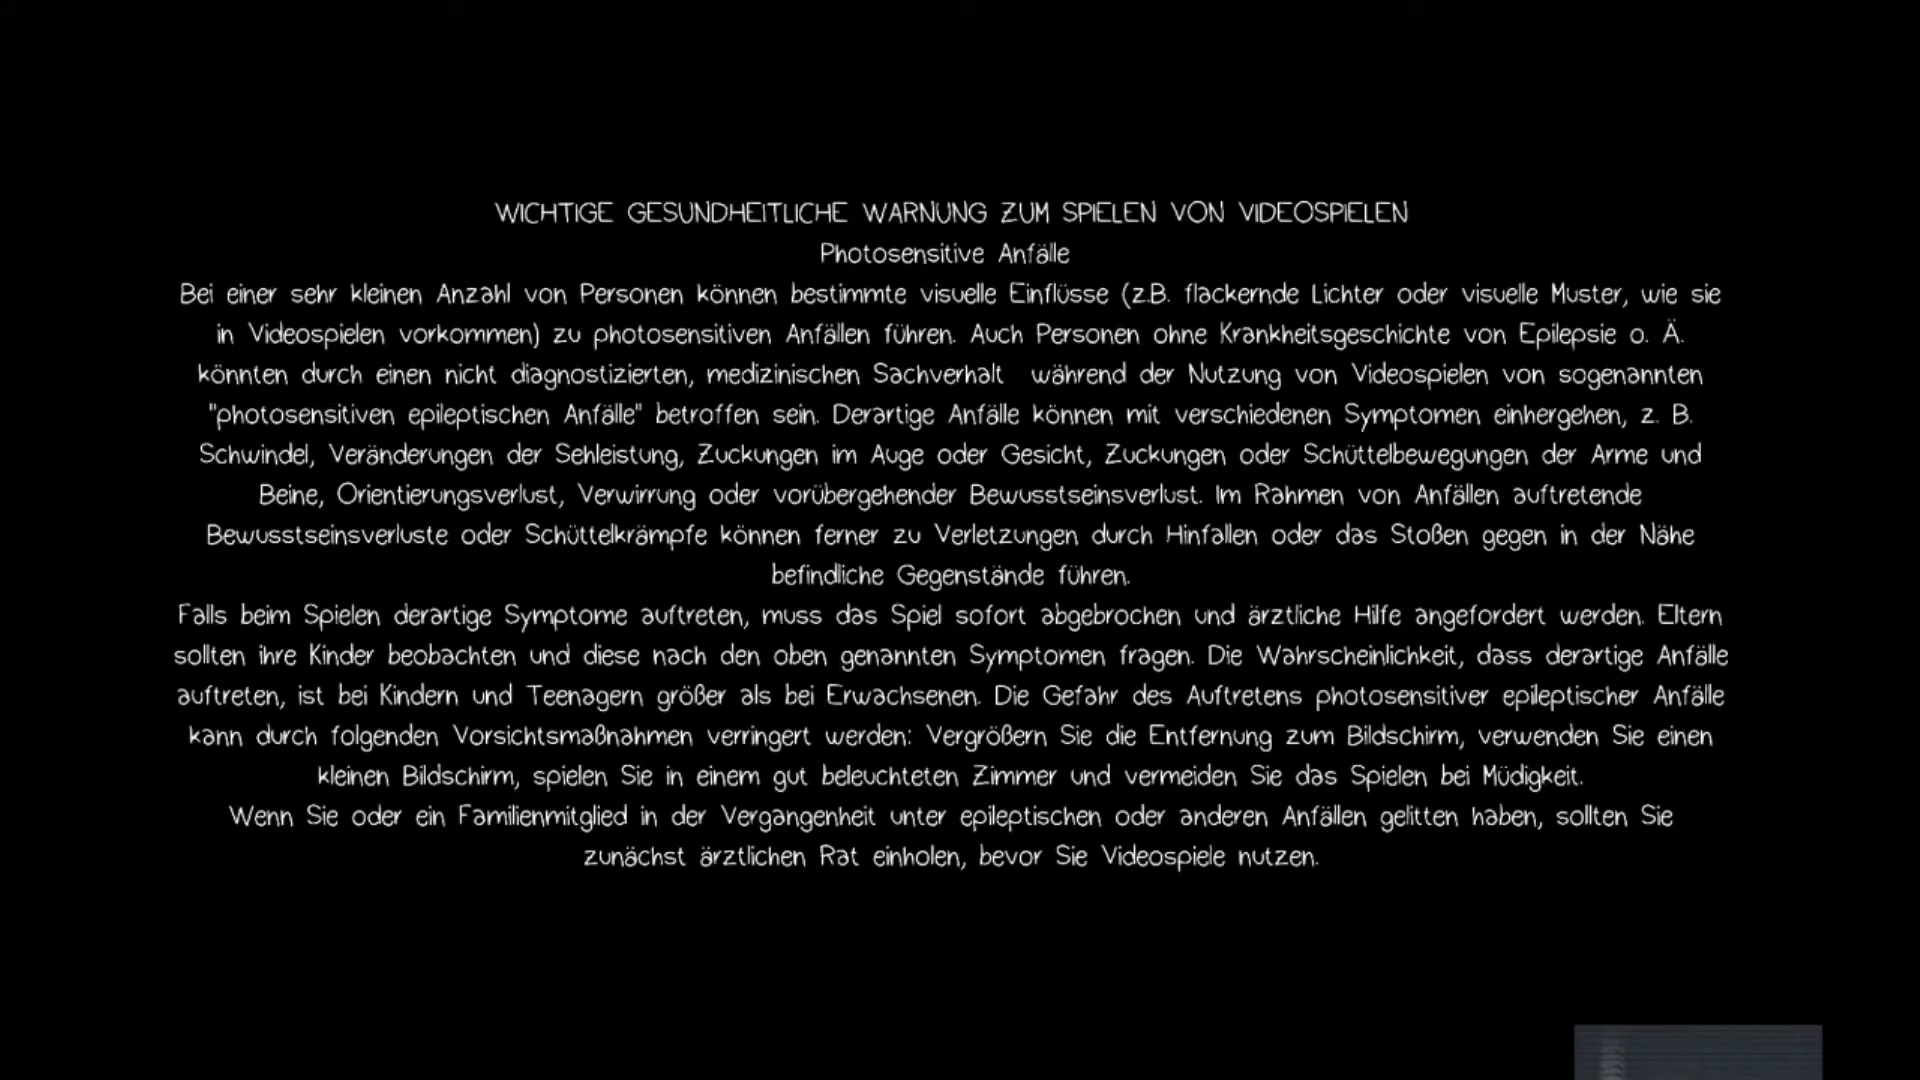 WICHTIGE GESUNDHEITLICHE WARNUNG ZUM SPIELEN VON VIDEOSPIELEN
Photosensitive Anfälle
Bei einer sehr kleinen Anzahl von Personen können bestimmte visuelle Einflüsse (z.B. flackernde Lichter oder visuelle Muster, wie sie
in Videospielen vorkommen) zu photosensitiven Anfällen führen. Auch Personen ohne Krankheitsgeschichte von Epilepsie o. Ä.
könnten durch einen nicht diagnostizierten, medizinischen Sachverhalt während der Nutzung von Videospielen von sogenannten
"photosensitiven epileptischen Anfälle" betroffen sein. Derartige Anfälle können mit verschiedenen Symptomen einhergehen, z. B.
Schwindel, Veränderungen der Sehleistung, Zuckungen im Auge oder Gesicht, Zuckungen oder Schüttelbewegungen der Arme und
Beine, Orientierungsverlust, Verwirrung oder vorübergehender Bewusstseinsverlust. Im Rahmen von Anfällen auftretende
Bewusstseinsverluste oder Schüttelkrämpfe können ferner zu Verletzungen durch Hinfallen oder das Stoßen gegen in der Nähe
befindliche Gegenstände führen.
Falls beim Spielen derartige Symptome auftreten, muss das Spiel sofort abgebrochen und ärztliche Hilfe angefordert werden. Eltern
sollten ihre Kinder beobachten und diese nach den oben genannten Symptomen fragen. Die Wahrscheinlichkeit, dass derartige Anfälle
auftreten, ist bei Kindern und Teenagern größer als bei Erwachsenen. Die Gefahr des Auftretens photosensitiver epileptischer Anfälle
kann durch folgenden Vorsichtsmaßnahmen verringert werden: Vergrößern Sie die Entfernung zum Bildschirm, verwenden Sie einen
kleinen Bildschirm, spielen Sie in einem gut beleuchteten Zimmer und vermeiden Sie das Spielen bei Müdigkeit.
Wenn Sie oder ein Familienmitglied in der Vergangenheit unter epileptischen oder anderen Anfällen gelitten haben, sollten Sie
zunächst ärztlichen Rat einholen, bevor Sie Videospiele nutzen.